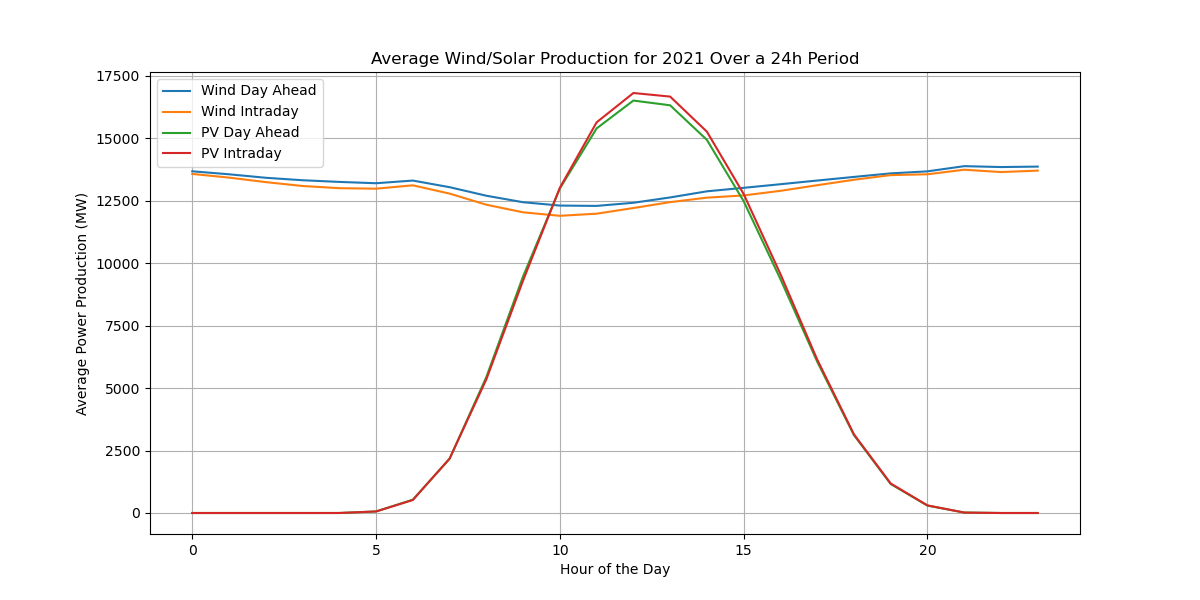 Average Wind/Solar Production for 2021 Over a 24h Period
Wind Day Ahead
Wind Intraday
PV Day Ahead
PV Intraday
Average Power Production (MW)
17500
15000
12500
10000
7500
5000
2500
0
0 5 10 15 20
Hour of the Day